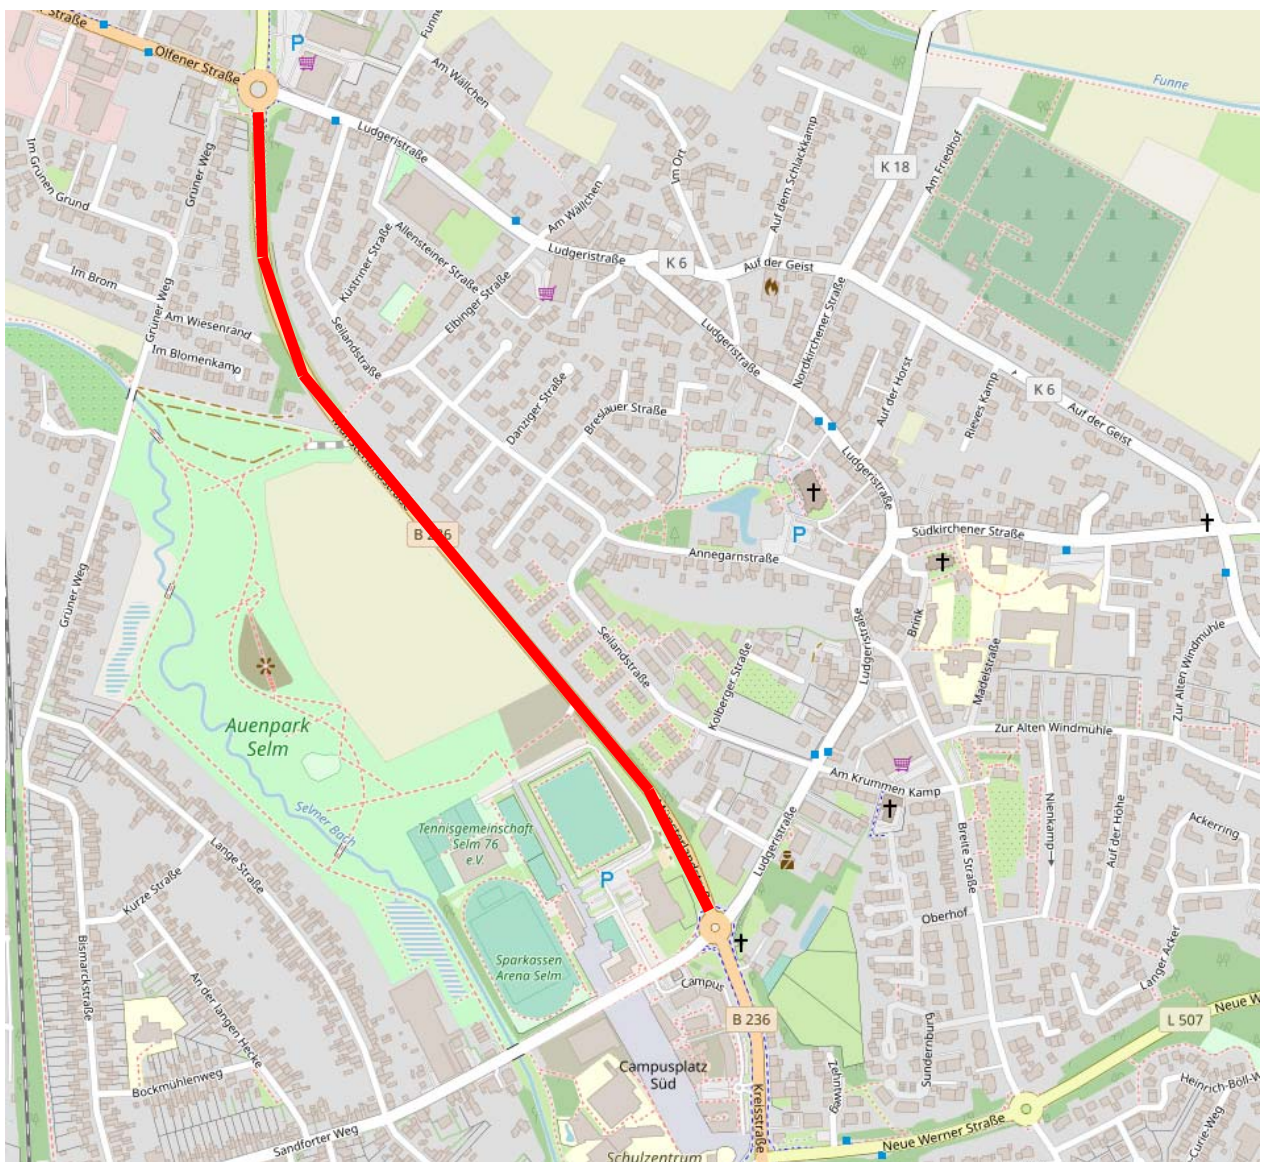 Olfener Straße
P
Funne
Am Wällchen
Ludgeristraße
Im Grünen Grund
Grüner Weg
Im Ort
Auf dem Schlackkamp
K 18
Am Friedhof
Funne
Am Wällchen
Küstriner Straße
Allensteiner Straße
Ludgeristraße
K 6
Auf der Geist
Im Brom
Grüner Weg
Am Wiesenrand
Im Blomenkamp
Seilandstraße
Elbinger Straße
Ludgeristraße
Nordkirchener Straße
Auf der Horst
Rieves Kamp
K 6
Auf der Geist
Danziger Straße
Breslauer Straße
Ludgeristraße
B 236
P
Annegarnstraße
Südkirchener Straße
Grüner Weg
Seilandstraße
Kolberger Straße
Ludgeristraße
Brink
Madelstraße
Zur Alten Windmühle
Zur Alten Windmühle
Auenpark
Selm
Selmer Bach
Am Krummen Kamp
Tennisgemeinschaft
Selm 76
e.V.
P
Ludgeristraße
Breite Straße
Nienkamp
Auf der Höhe
Ackerring
Lange Straße
Kurze Straße
Bismarckstraße
An der langen Hecke
Sparkassen
Arena Selm
Oberhof
Langer Acker
Campus
B 236
L 507
Neue W
Campusplatz
Süd
Sundernburg
Zehntweg
Bockmühlenweg
Sandforter Weg
Kreisstraße
Neue Werner Straße
Heinrich-Böll-W
-Curie-Weg
Schulzentrum